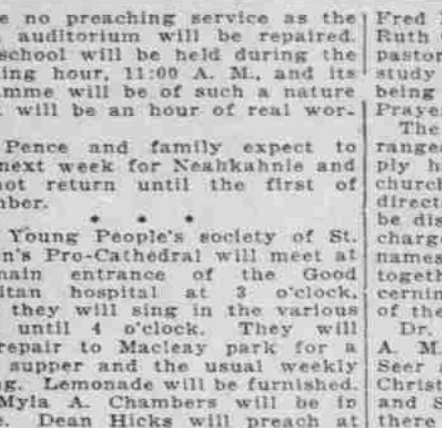 e no preaching service as the
auditorium will be repaired.
school will be held during the
ing hour, 11:00 A. M., and its
mme will be of such a nature
will be an hour of real wor-
Pence and family expect to
next week for Neahkahnie and
not return until the first of
mber.
* * *
Young People's society of St.
en's Pro-Cathedral will meet at
main entrance of the Good
itan hospital at 3 o'clock,
they will sing in the various
until 4 o'clock. They will
repair to Macleay park for a
supper and the usual weekly
ng. Lemonade will be furnished.
Myla A. Chambers will be in
e. Dean Hicks will preach at
Fred
Ruth
pastor
study
being
Praye
The
range
ply h
church
direct
be dis
charg
names
togeth
cernin
of the
Dr.
A. M.
Seer
Christ
and S
there